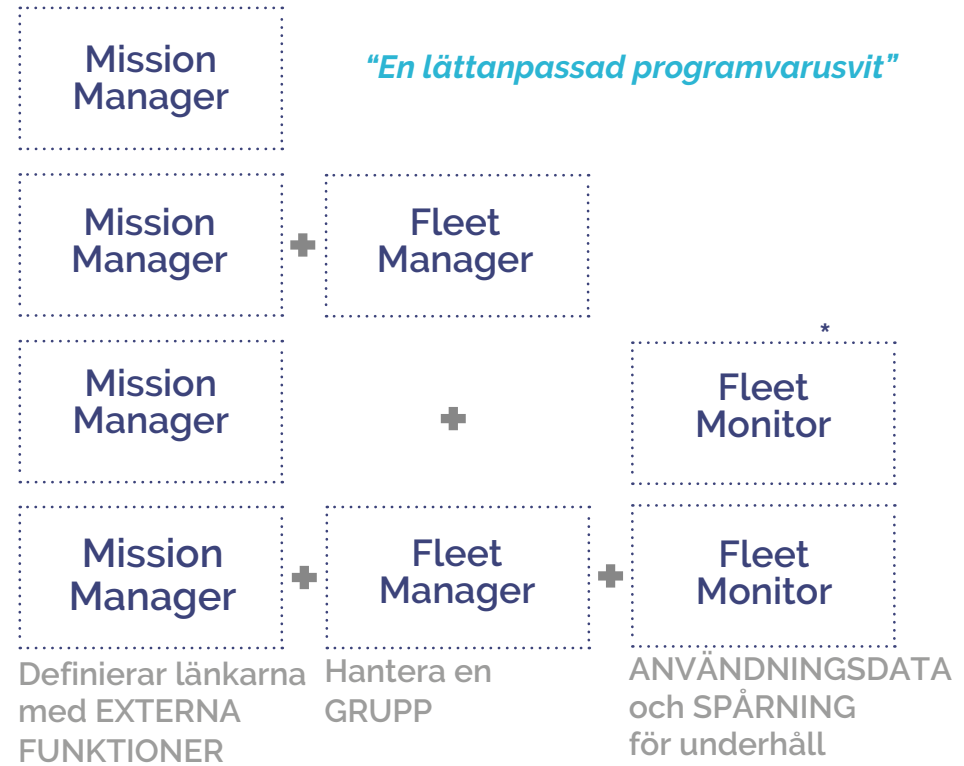 Mission
Manager
“En lättanpassad programvarusvit”
Mission
Manager
Fleet
Manager
Mission
Manager
*
Fleet
Monitor
Mission
Manager
Fleet
Manager
Fleet
Monitor
Definierar länkarna
med EXTERNA
FUNKTIONER
Hantera en
GRUPP
ANVÄNDNINGSDATA
och SPÅRNING
för underhåll